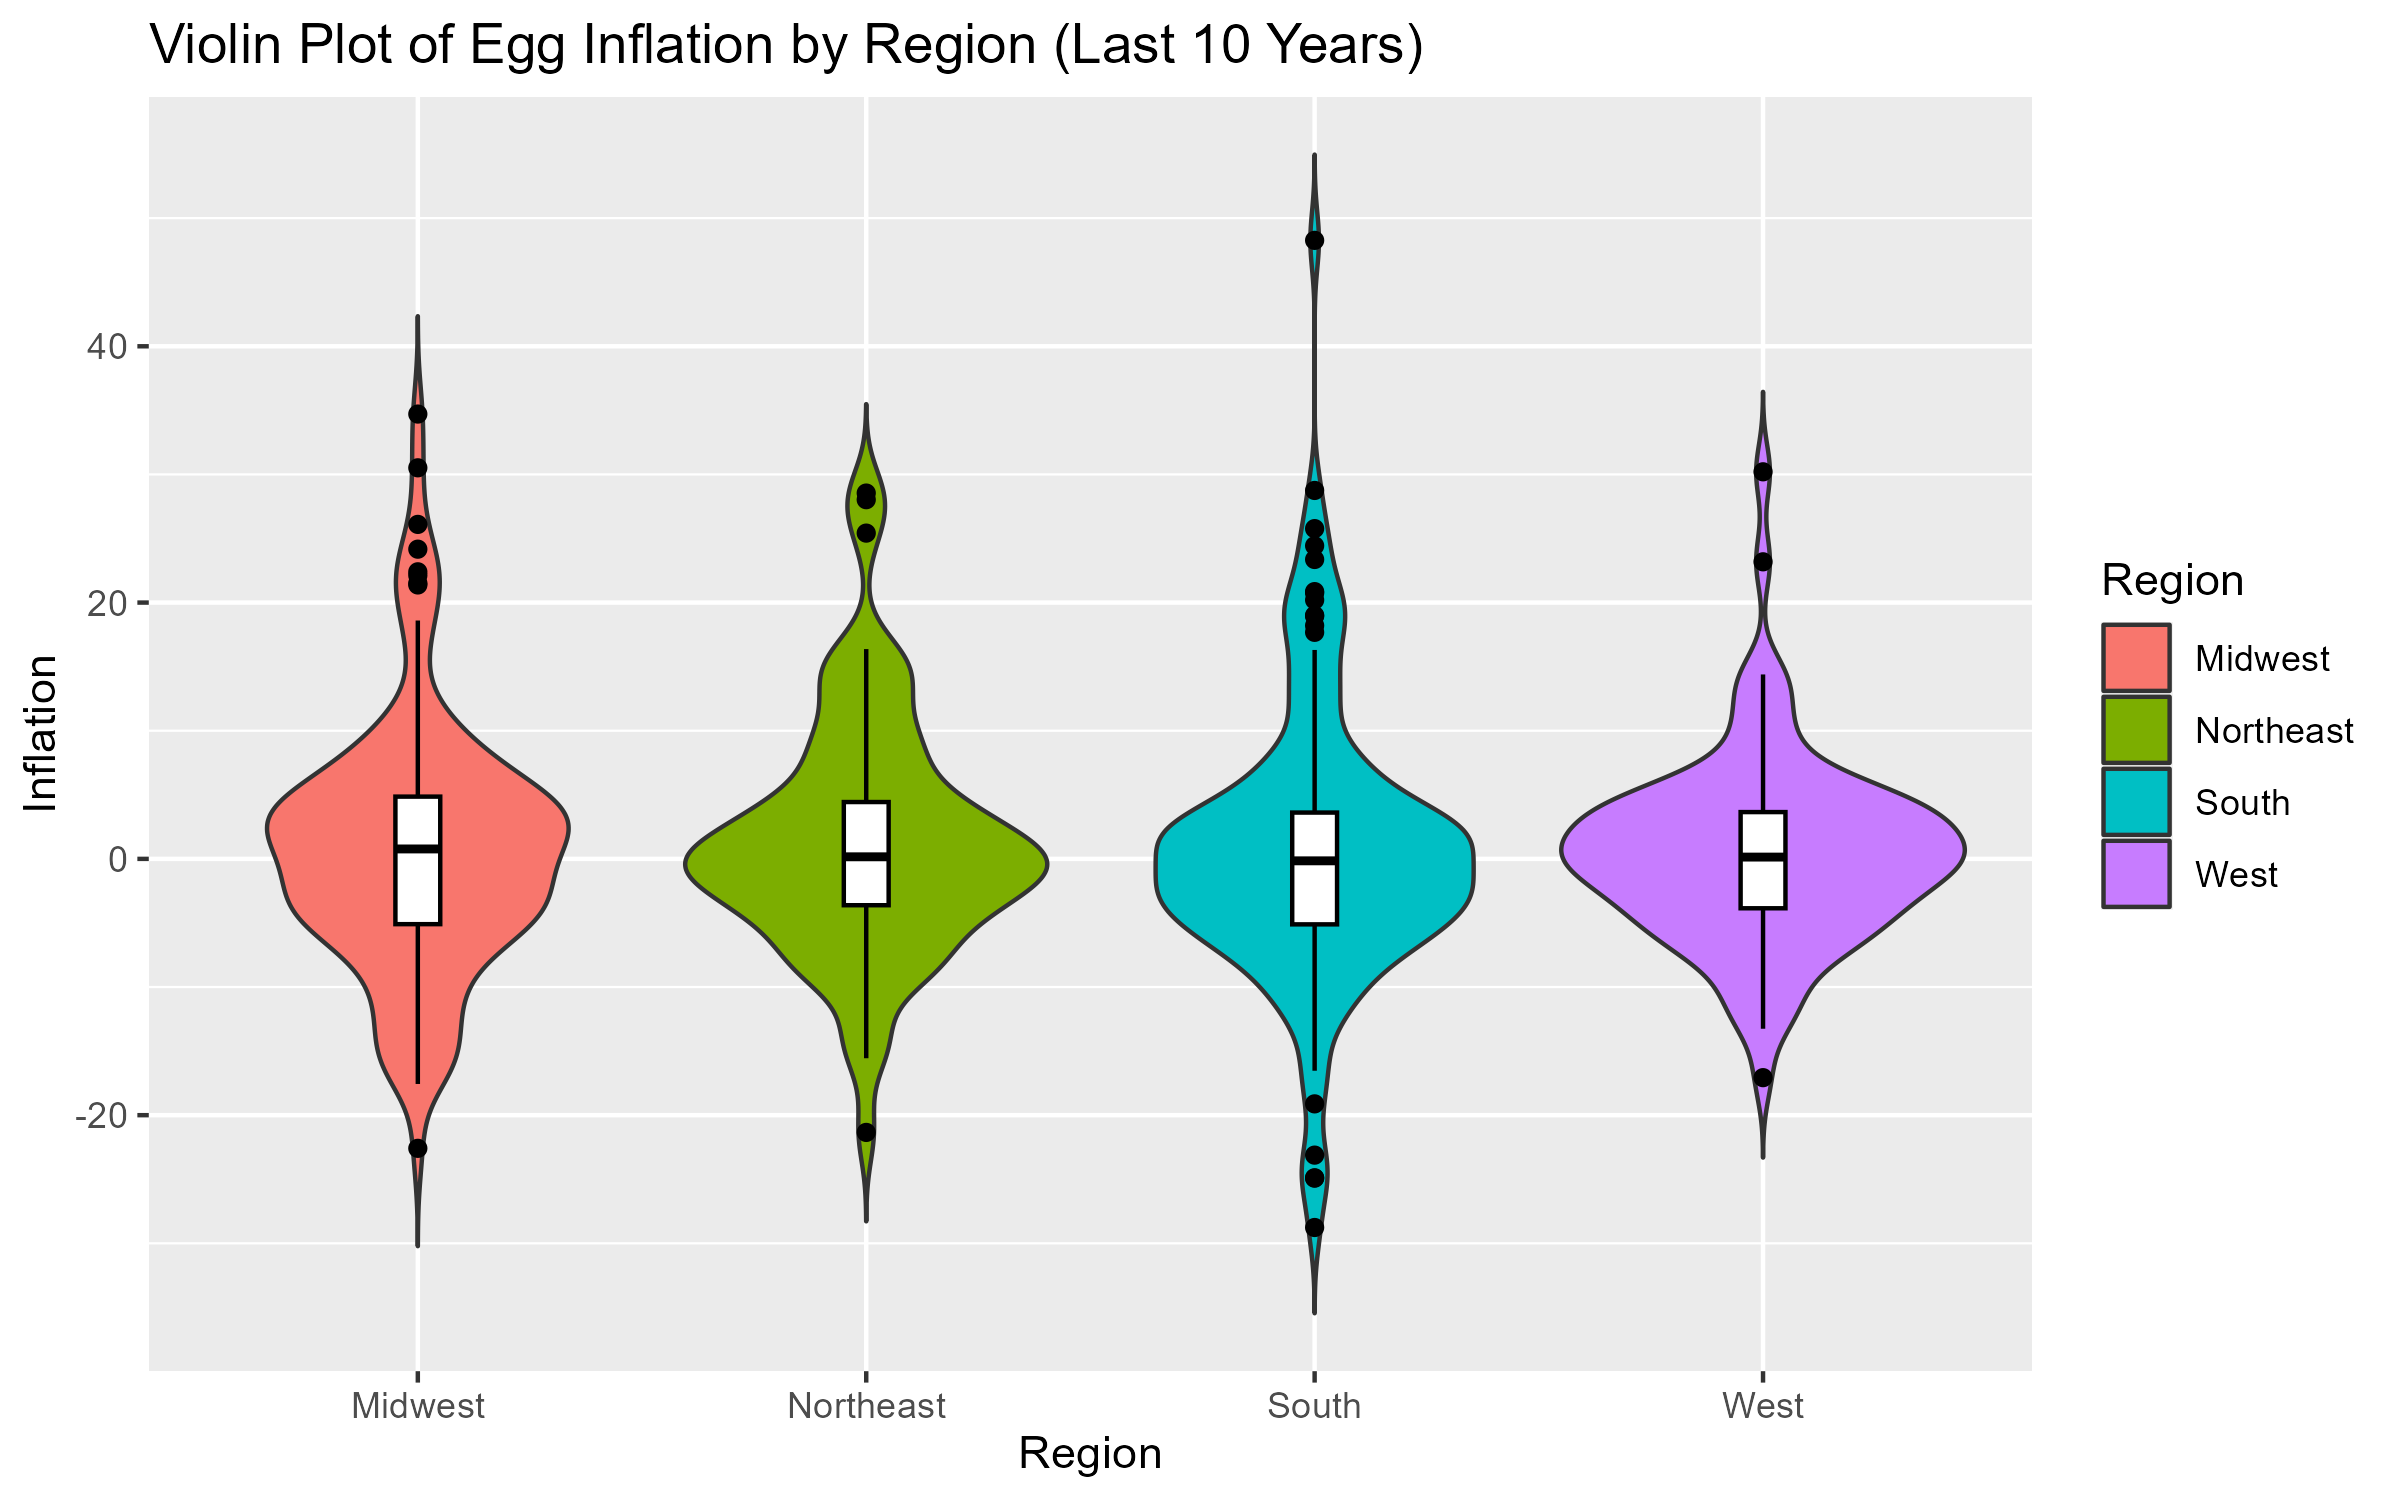 Violin Plot of Egg Inflation by Region (Last 10 Years)
Inflation
40
20
0
-20
Midwest
Northeast
South
West
Region
Region
Midwest
Northeast
South
West